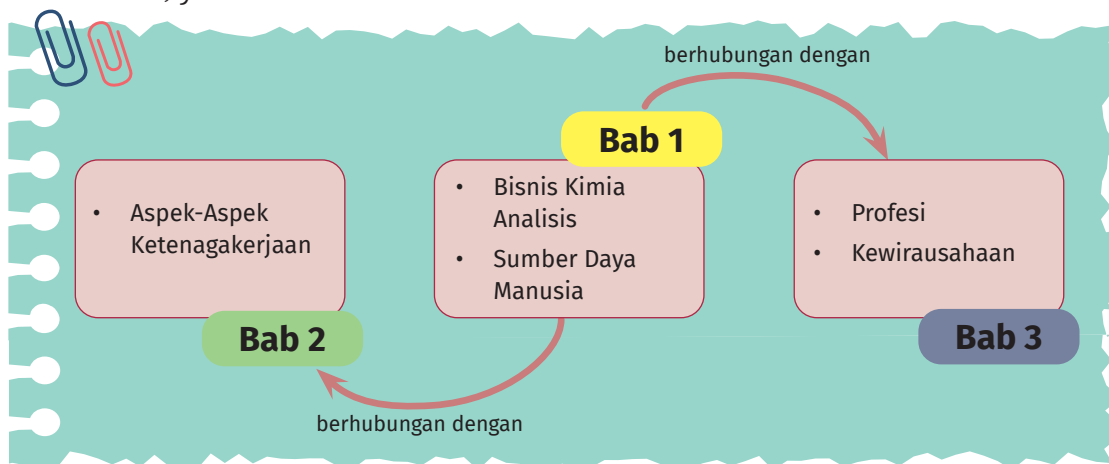 berhubungan dengan
Bab 1
• Aspek-Aspek
Ketenagakerjaan
Bab 2
• Bisnis Kimia
Analisis
• Sumber Daya
Manusia
• Profesi
• Kewirausahaan
Bab 3
berhubungan dengan